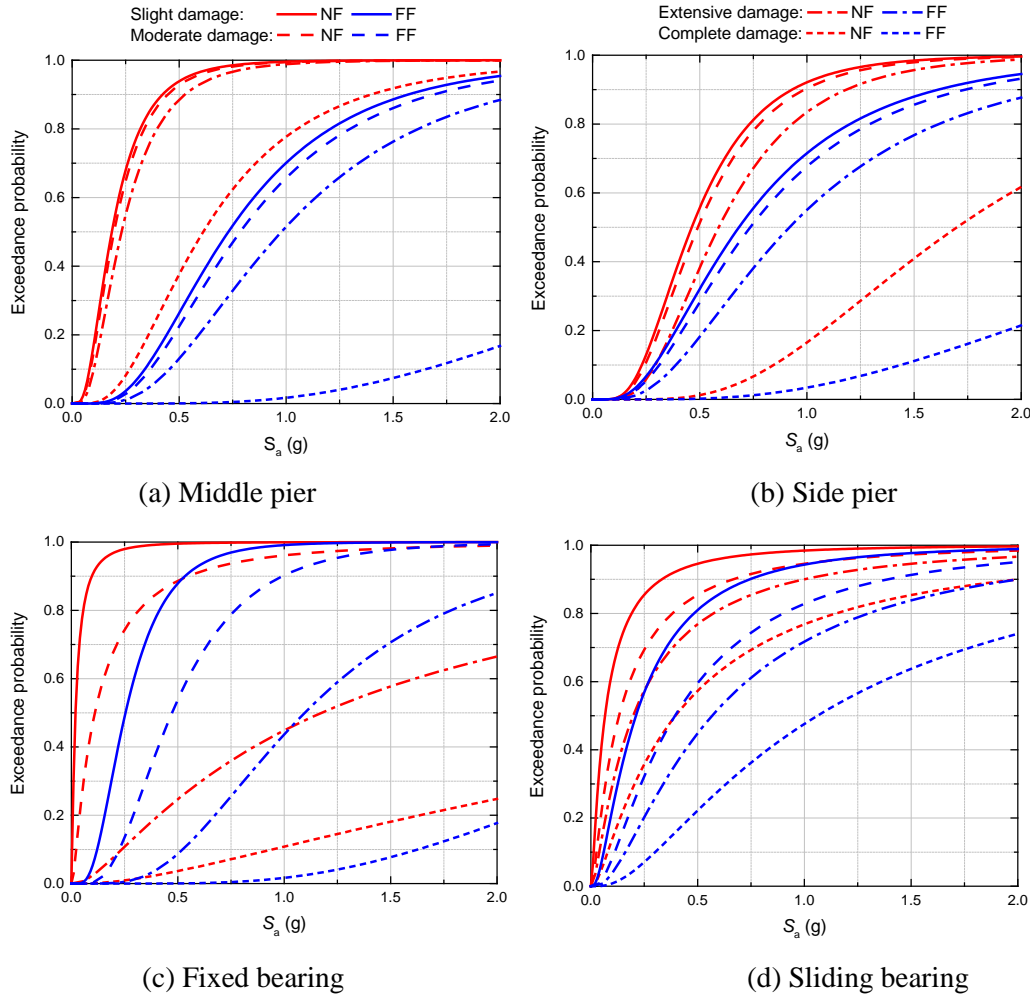 Slight damage: NF FF
Moderate damage: NF FF
Extensive damage: NF FF
Complete damage: NF FF
1.0
0.8
0.6
0.4
0.2
0.0
Exceedance probability
0.0 0.5 1.0 1.5 2.0
Sa (g)
(a) Middle pier
1.0
0.8
0.6
0.4
0.2
0.0
Exceedance probability
0.0 0.5 1.0 1.5 2.0
Sa (g)
(b) Side pier
1.0
0.8
0.6
0.4
0.2
0.0
Exceedance probability
0.0 0.5 1.0 1.5 2.0
Sa (g)
(c) Fixed bearing
1.0
0.8
0.6
0.4
0.2
0.0
Exceedance probability
0.0 0.5 1.0 1.5 2.0
Sa (g)
(d) Sliding bearing